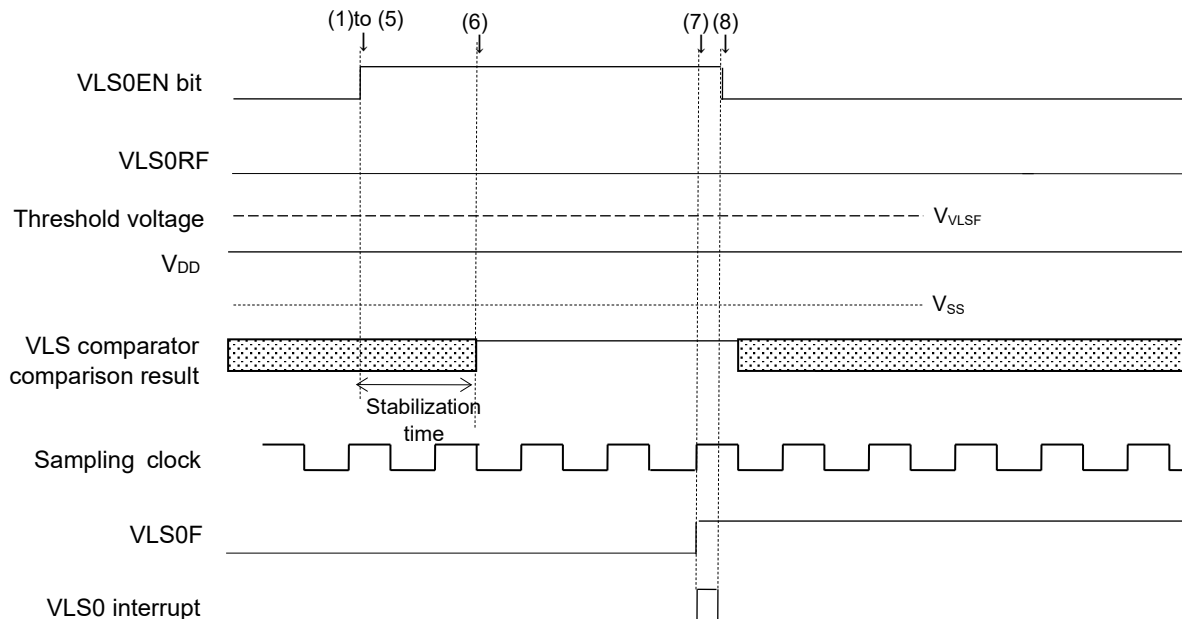 (1)to (5)
(6)
(7) (8)
VLS0EN bit
VLS0RF
Threshold voltage
VVLSF
VDD
VSS
VLS comparator
comparison result
Stabilization
time
Sampling clock
VLS0F
VLS0 interrupt